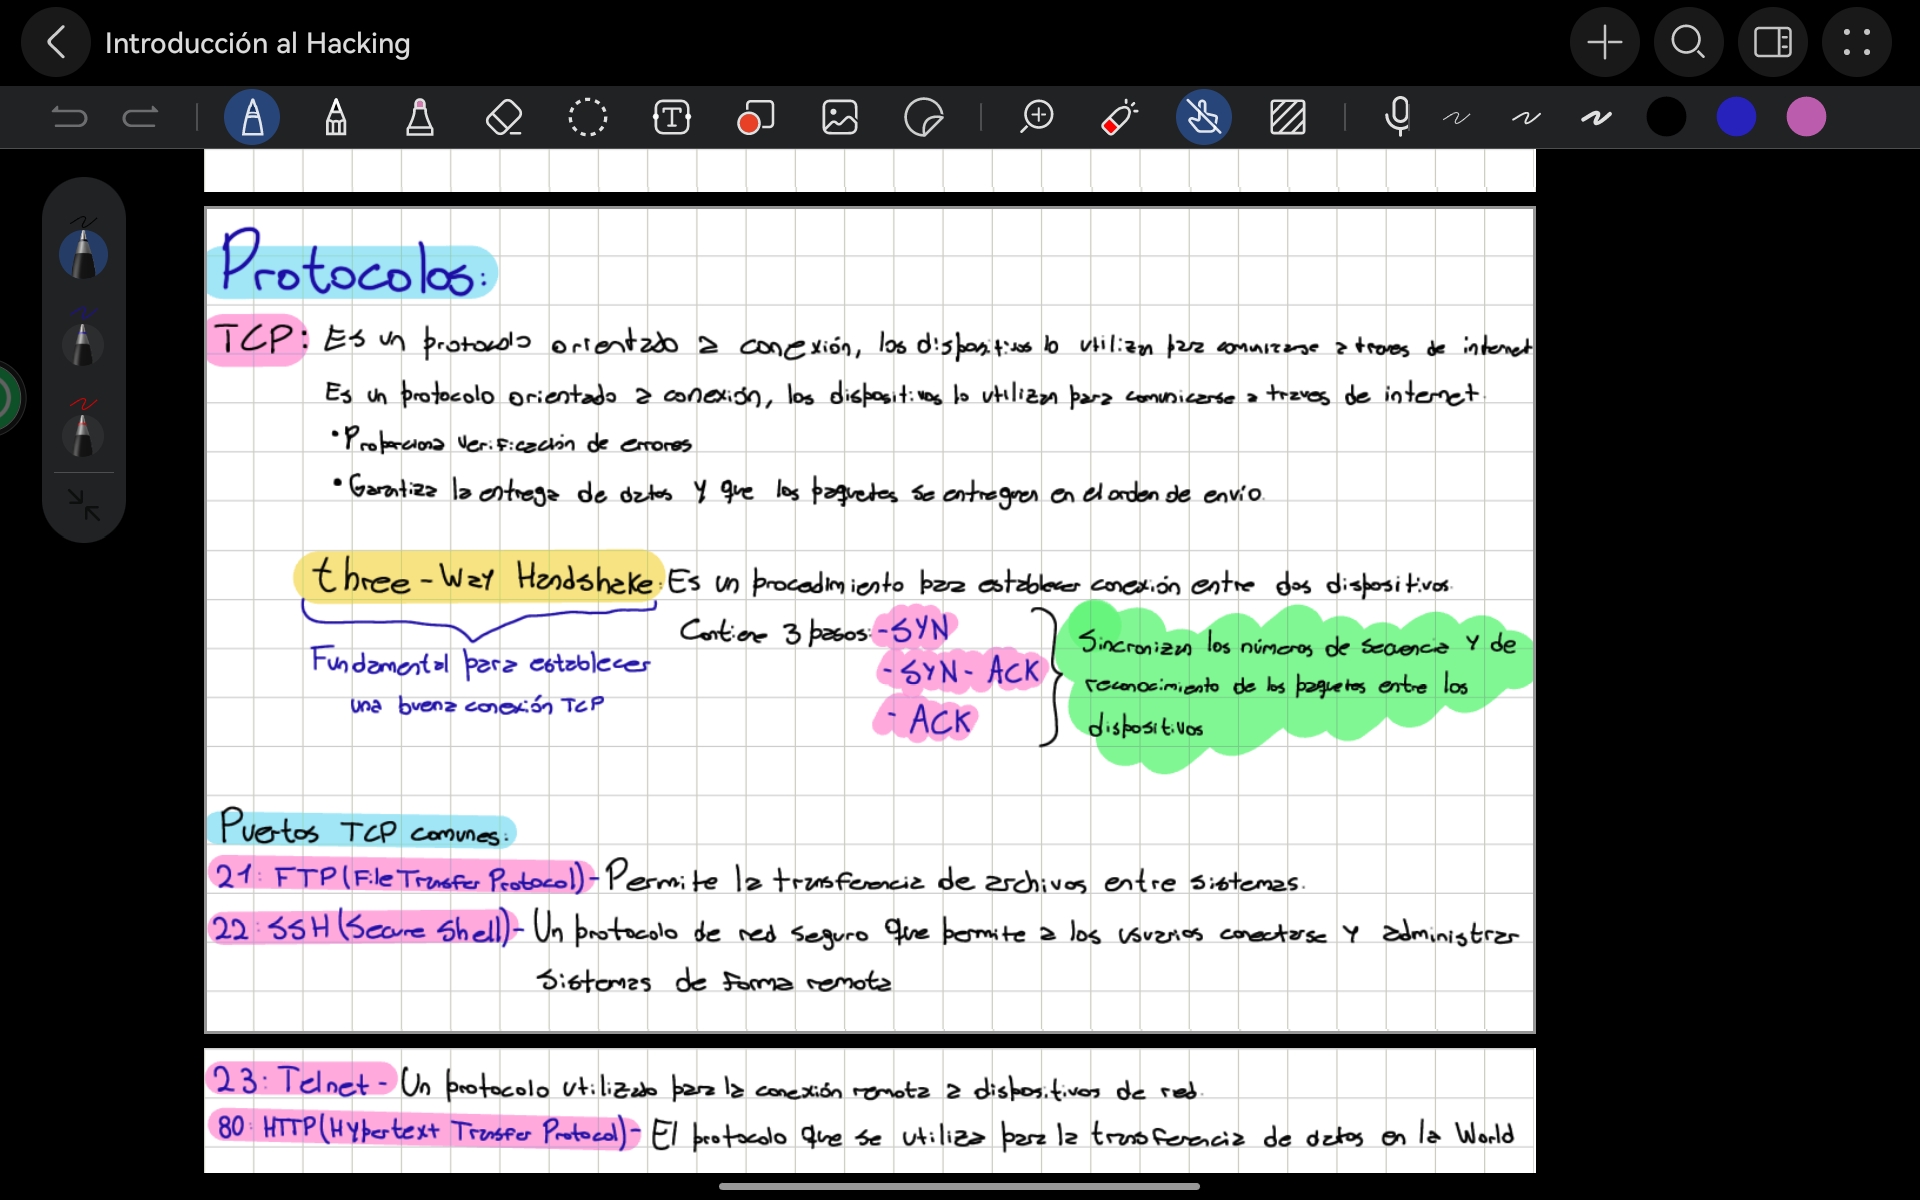 Introducción al Hacking
Protocolos:
TCP: Es un protocolo orientado a conexión, los dispositivos lo utilizan para comunicarse a traves de internet
Es un protocolo orientado a conexión, los dispositivos lo utilizan para comunicarse a traves de internet.
•Proporciona verificación de errores
•Garantiza la entrega de datos y que los paquetes se entreguen en el orden de envío.
three-Way Handshake: Es un procedimiento para establecer conexión entre dos dispositivos.
Contiene 3 pasos: -SYN
-SYN-ACK
-ACK
Sincronizan los números de secuencia y de
reconocimiento de los paquetes entre los
dispositivos
Fundamental para establecer
una buena conexión TCP
Puertos TCP comunes:
21: FTP(File Transfer Protocol)-Permite la transferencia de archivos entre sistemas.
22: SSH(Secure Shell)-Un protocolo de red seguro que permite a los usuarios conectarse y administrar
sistemas de forma remota
23: Telnet-Un protocolo utilizado para la conexión remota a dispositivos de red.
80: HTTP(Hypertext Transfer Protocol)-El protocolo que se utiliza para la transferencia de datos en la World